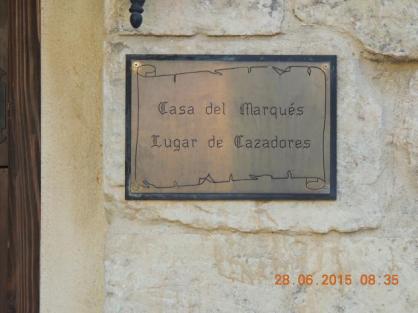 Casa del Marqués
Lugar de Cazadores
28.06.2015 08:35